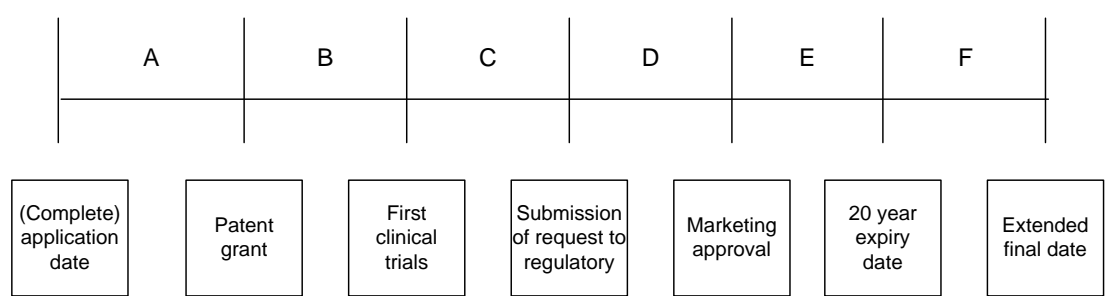 A B C D E F
(Complete)
application
date
Patent
grant
First
clinical
trials
Submission
of request to
regulatory
Marketing
approval
20 year
expiry
date
Extended
final date